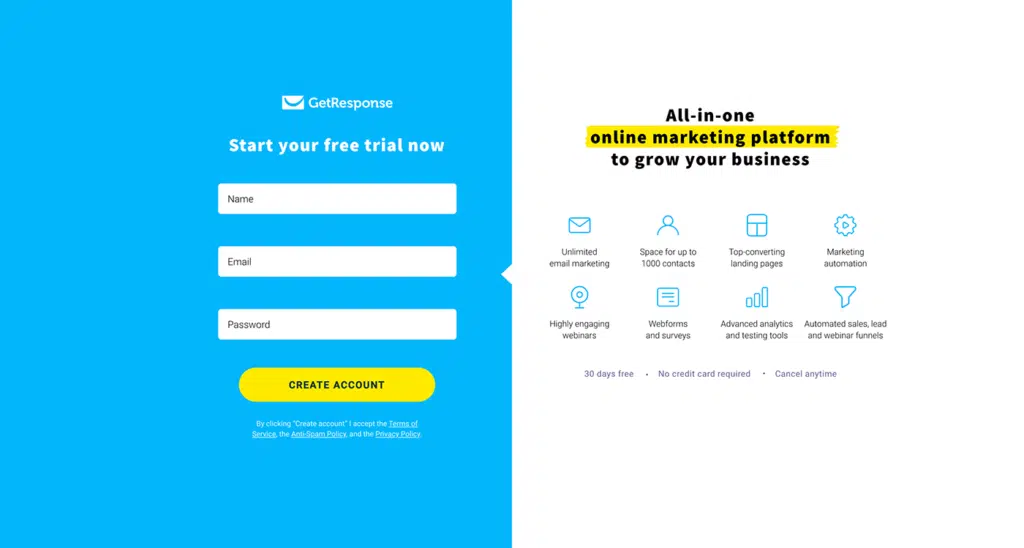 GetResponse
Start your free trial now
Name
Email
Password
CREATE ACCOUNT
By clicking "Create account" I accept the Terms of
Service, the Anti-Spam Policy, and the Privacy Policy.
All-in-one
online marketing platform
to grow your business
Unlimited
email marketing
Space for up to
1000 contacts
Top-converting
landing pages
Marketing
automation
Highly engaging
webinars
Webforms
and surveys
Advanced analytics
and testing tools
Automated sales, lead
and webinar funnels
30 days free • No credit card required • Cancel anytime